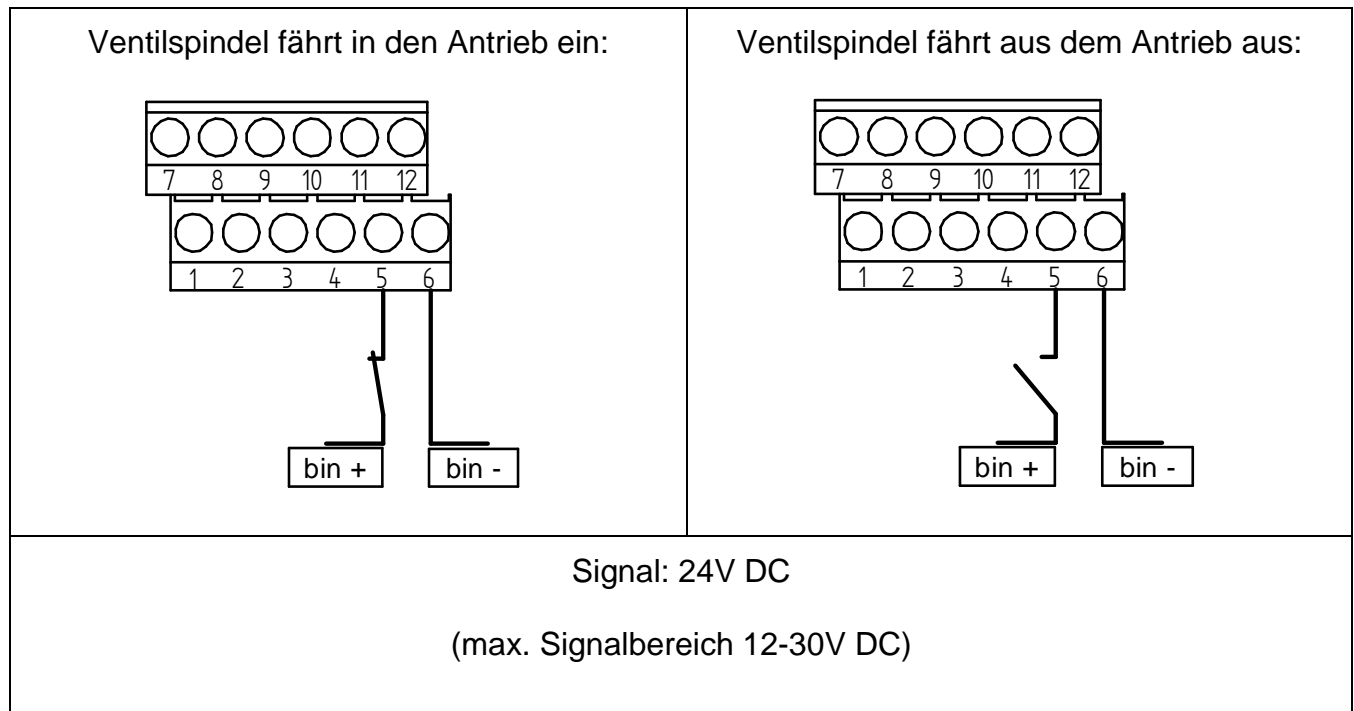 Ventilspindel fährt in den Antrieb ein:
7 8 9 10 11 12
1 2 3 4 5 6
bin + bin -
Ventilspindel fährt aus dem Antrieb aus:
7 8 9 10 11 12
1 2 3 4 5 6
bin + bin -
Signal: 24V DC
(max. Signalbereich 12-30V DC)